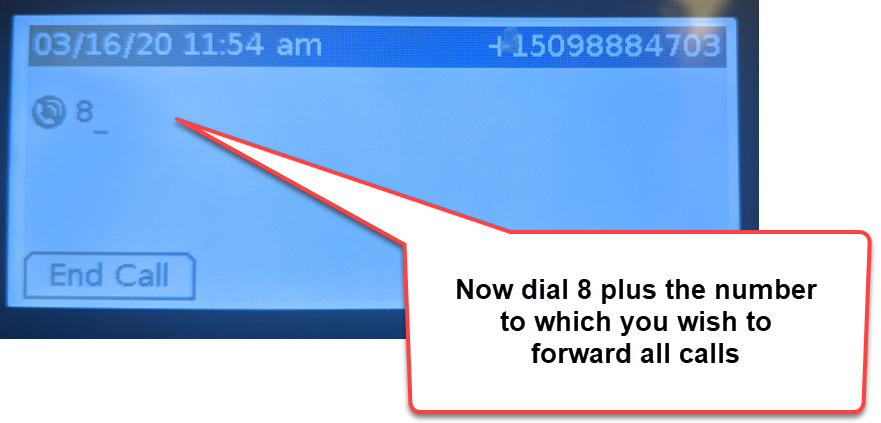 03/16/20 11:54 am +15098884703
8_
End Call
Now dial 8 plus the number
to which you wish to
forward all calls